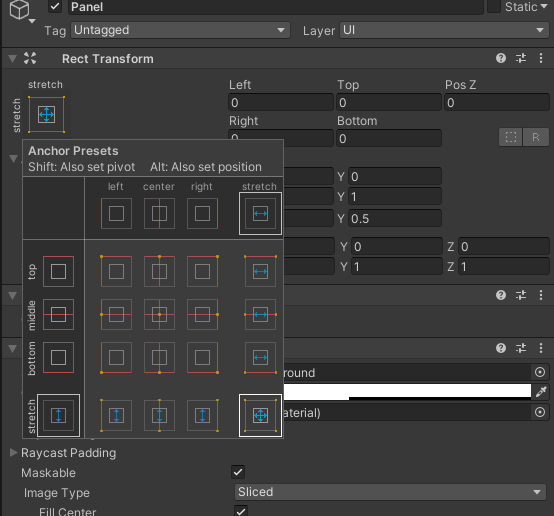 Panel Static
Tag Untagged Layer UI
Rect Transform
stretch Left Top Pos Z
stretch 0 0 0
Right Bottom
0 0 R
Anchor Presets
Shift: Also set pivot Alt: Also set position
Y 0
left center right stretch
Y 1
Y 0.5
top
Y 0 Z 0
Y 1 Z 1
middle
bottom
round
stretch
aterial)
Raycast Padding
Maskable
Image Type Sliced
Fill Center